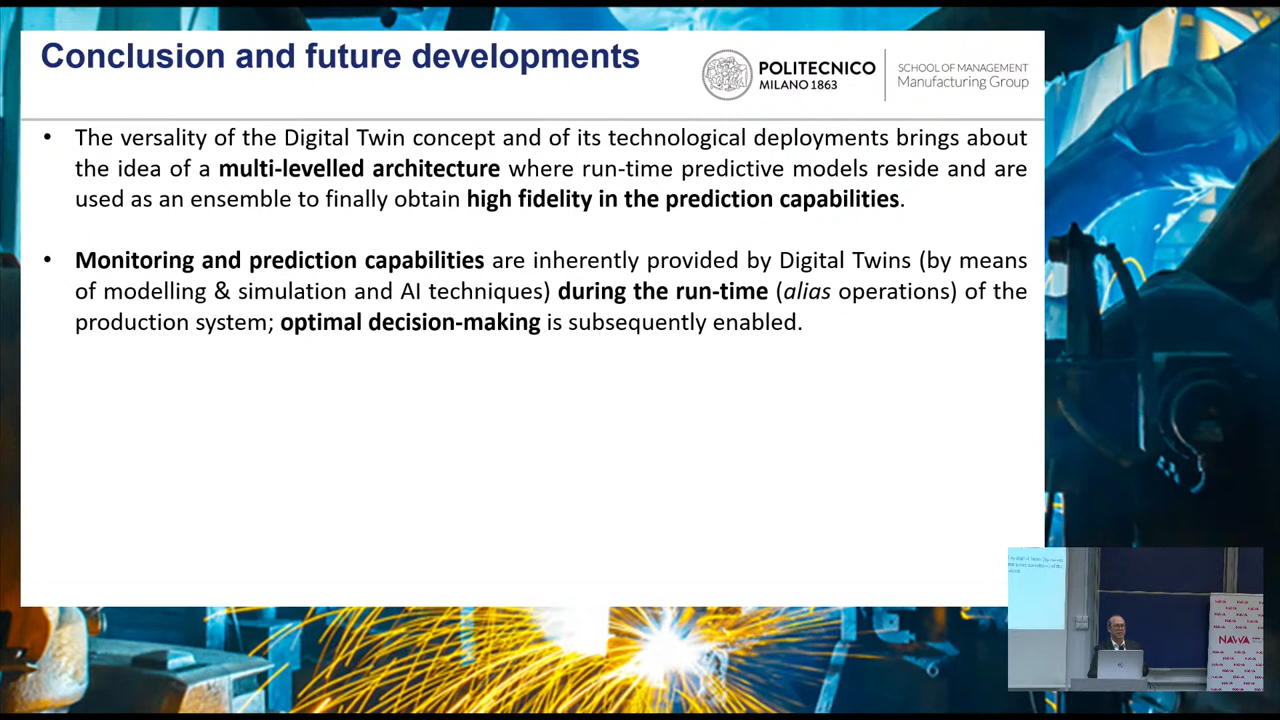 Conclusion and future developments
POLITECNICO
MILANO 1863
SCHOOL OF MANAGEMENT
Manufacturing Group
• The versality of the Digital Twin concept and of its technological deployments brings about
the idea of a multi-levelled architecture where run-time predictive models reside and are
used as an ensemble to finally obtain high fidelity in the prediction capabilities.
• Monitoring and prediction capabilities are inherently provided by Digital Twins (by means
of modelling & simulation and AI techniques) during the run-time (alias operations) of the
production system; optimal decision-making is subsequently enabled.
NAWA